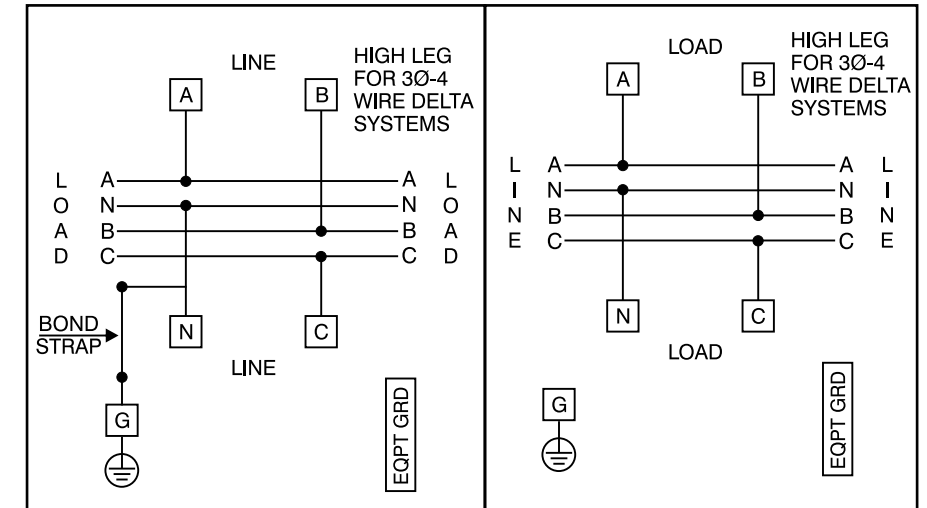 LINE
HIGH LEG
FOR 3Ø-4
WIRE DELTA
SYSTEMS
A
B
L
O
A
D
A
N
B
C
A
N
B
C
L
O
A
D
BOND
STRAP
N
C
LINE
G
EQPT GRD
LOAD
HIGH LEG
FOR 3Ø-4
WIRE DELTA
SYSTEMS
A
B
L
I
N
E
A
N
B
C
A
N
B
C
L
I
N
E
N
C
LOAD
G
EQPT GRD